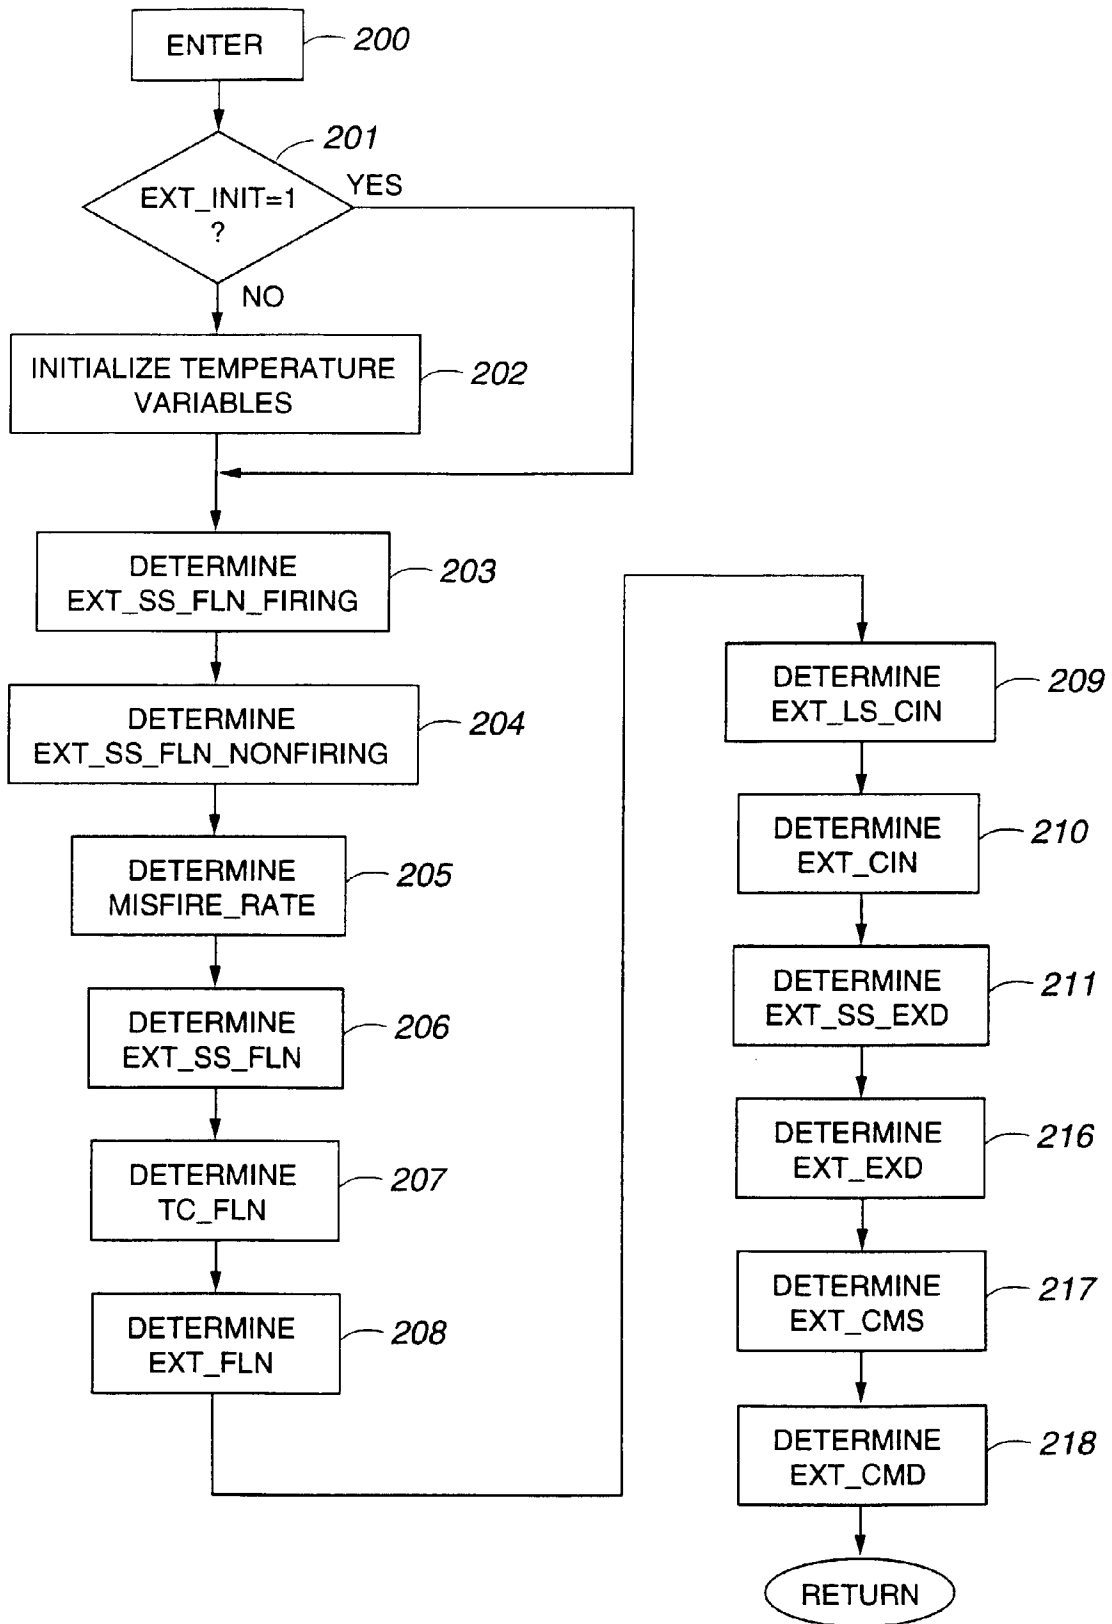 ENTER
200
201
EXT_INIT=1
?
YES
NO
INITIALIZE TEMPERATURE
VARIABLES
202
DETERMINE
EXT_SS_FLN_FIRING
203
DETERMINE
EXT_SS_FLN_NONFIRING
204
DETERMINE
MISFIRE_RATE
205
DETERMINE
EXT_SS_FLN
206
DETERMINE
TC_FLN
207
DETERMINE
EXT_FLN
208
DETERMINE
EXT_LS_CIN
209
DETERMINE
EXT_CIN
210
DETERMINE
EXT_SS_EXD
211
DETERMINE
EXT_EXD
216
DETERMINE
EXT_CMS
217
DETERMINE
EXT_CMD
218
RETURN